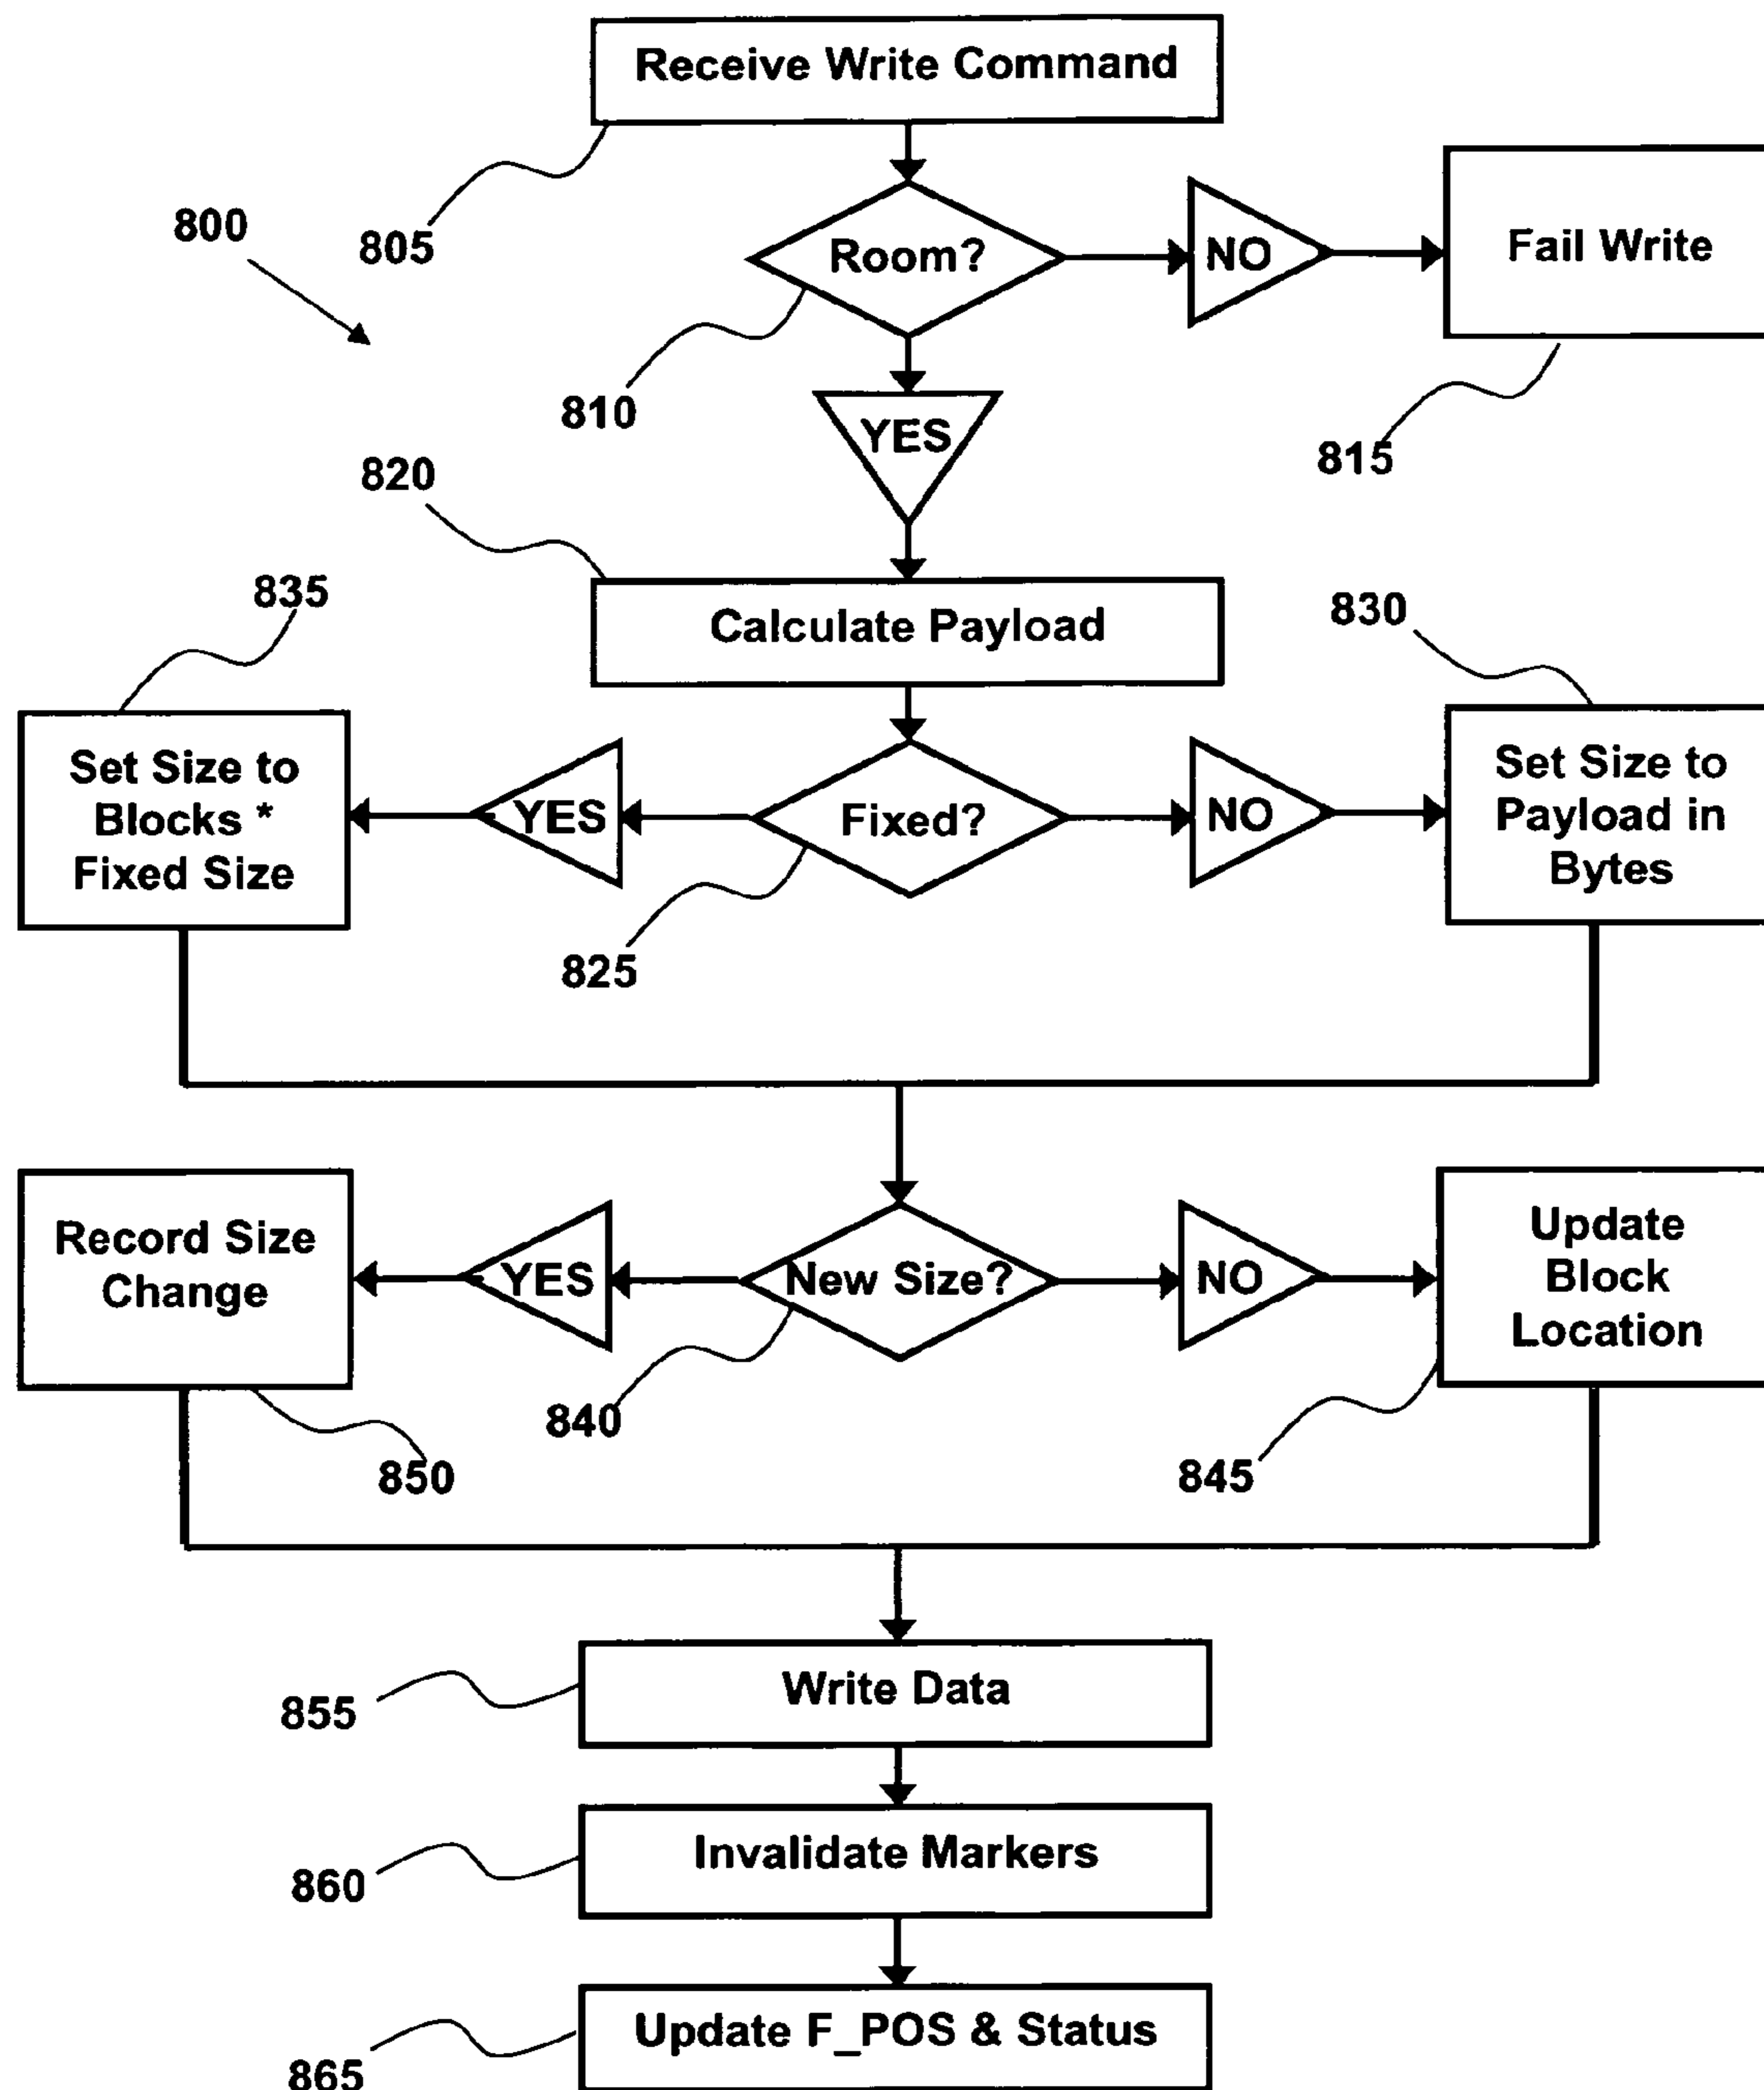 Receive Write Command
800
805
Room?
NO
Fail Write
810
815
YES
820
835
Calculate Payload
830
Set Size to
Blocks *
Fixed Size
YES
Fixed?
NO
Set Size to
Payload in
Bytes
825
Record Size
Change
YES
New Size?
NO
Update
Block
Location
840
850
845
Write Data
855
Invalidate Markers
860
Update F_POS & Status
865